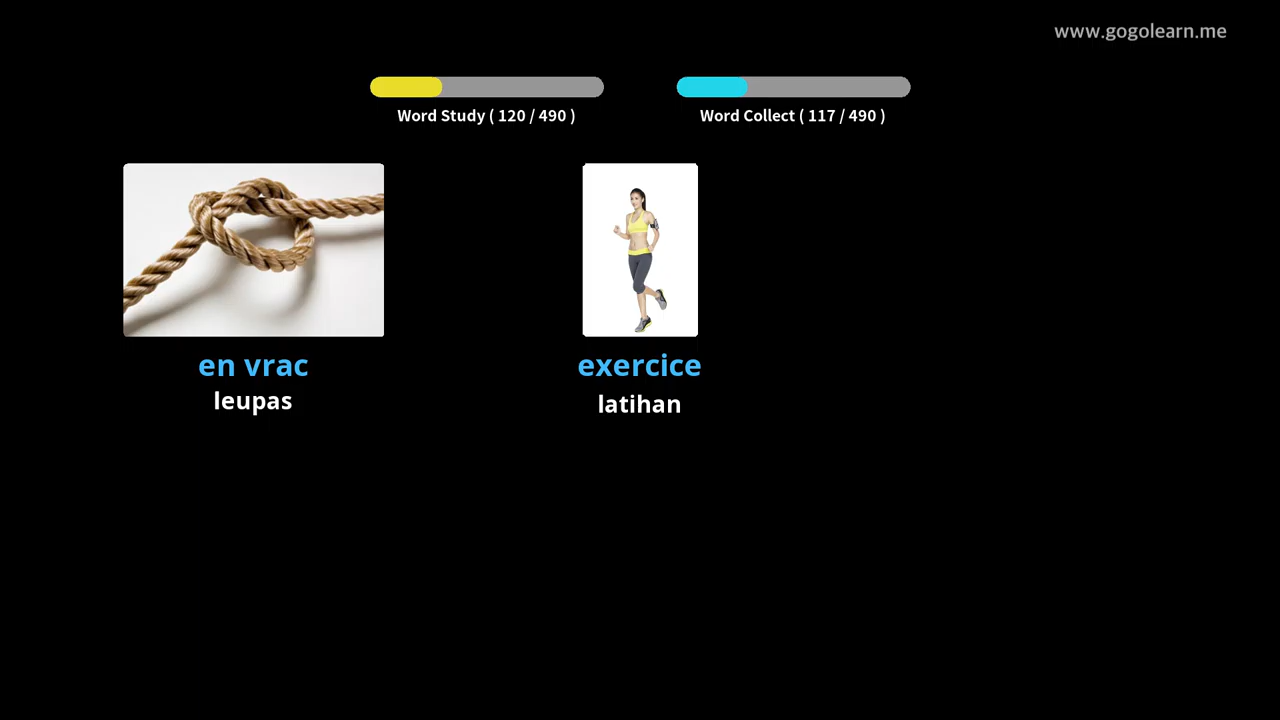 www.gogolearn.me
Word Study ( 120 / 490 )
Word Collect ( 117 / 490 )
en vrac
leupas
exercice
latihan